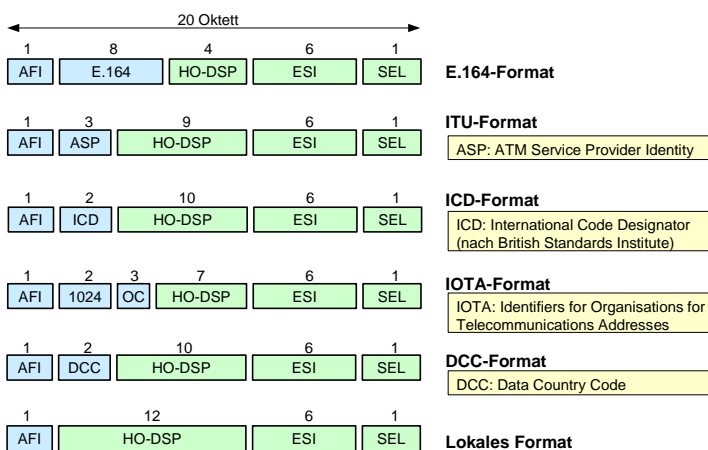 20 Oktett
1 8 4 6 1
AFI E.164 HO-DSP ESI SEL E.164-Format
1 3 9 6 1 ITU-Format
AFI ASP HO-DSP ESI SEL ASP: ATM Service Provider Identity
1 2 10 6 1 ICD-Format
AFI ICD HO-DSP ESI SEL ICD: International Code Designator
(nach British Standards Institute)
1 2 3 7 6 1 IOTA-Format
AFI 1024 OC HO-DSP ESI SEL IOTA: Identifiers for Organisations for
Telecommunications Addresses
1 2 10 6 1 DCC-Format
AFI DCC HO-DSP ESI SEL DCC: Data Country Code
1 12 6 1
AFI HO-DSP ESI SEL Lokales Format